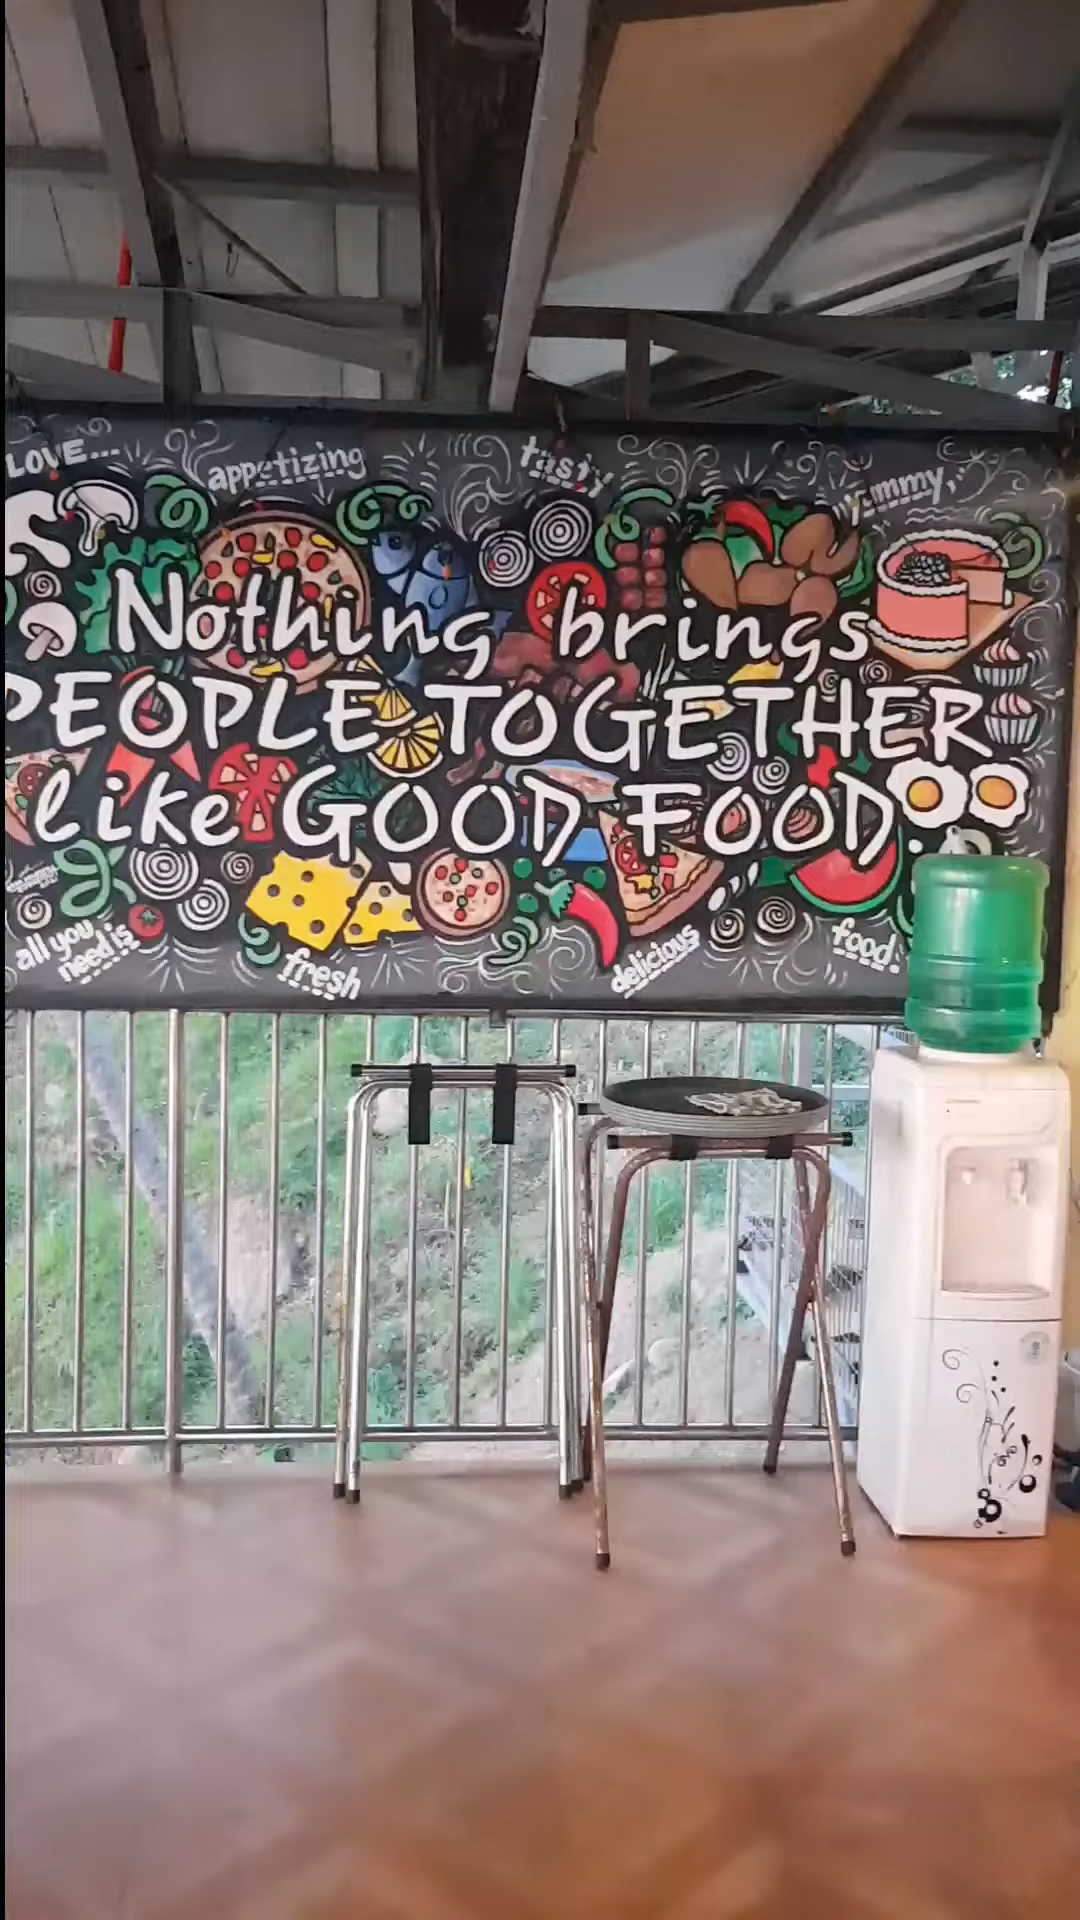 LOVE...
appetizing
tasty
yummy,
Nothing brings
PEOPLE TOGETHER
like GOOD FOOD.
all you
need is
fresh
delicious
food.